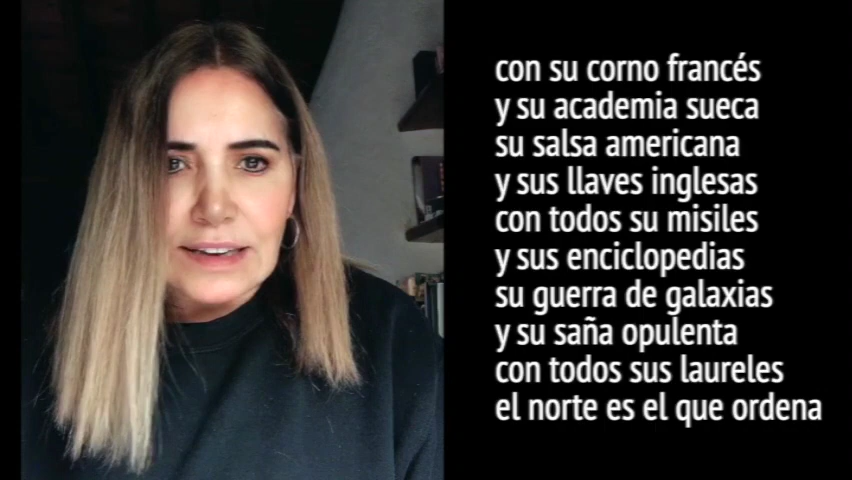 con su corno francés
y su academia sueca
su salsa americana
y sus llaves inglesas
con todos su misiles
y sus enciclopedias
su guerra de galaxias
y su saña opulenta
con todos sus laureles
el norte es el que ordena